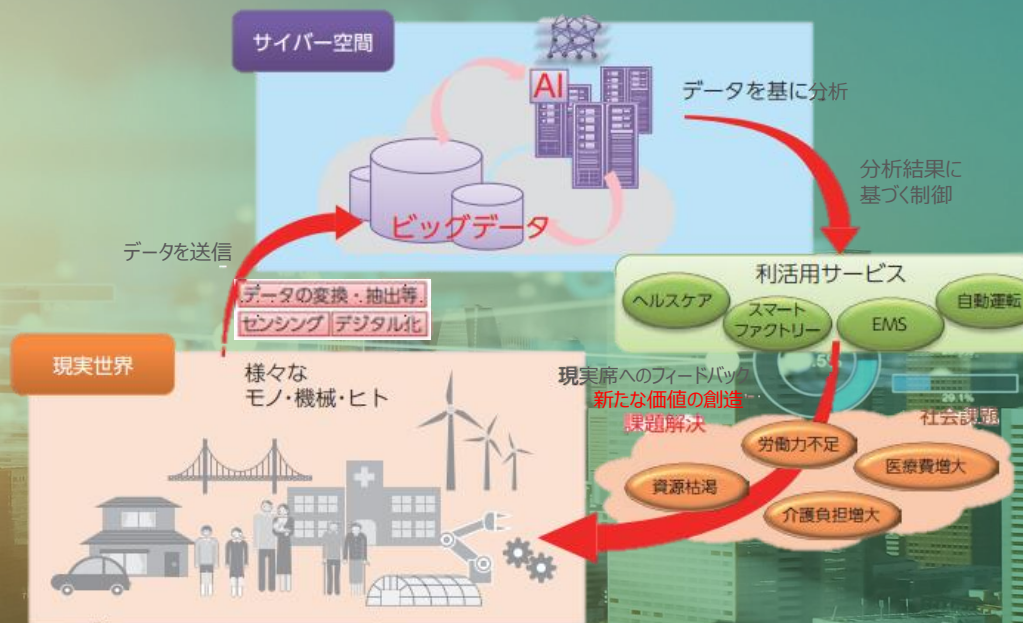 サイバー空間
AI
データを基に分析
分析結果に
基づく制御
ビッグデータ
データを送信
データの変換・抽出等
センシング デジタル化
利活用サービス
ヘルスケア
スマート
ファクトリー
EMS
自動運転
現実世界
様々な
モノ・機械・ヒト
現実席へのフィードバック
新たな価値の創造
課題解決
.5%
29.1%
社会課題
労働力不足
医療費増大
資源枯渇
介護負担増大